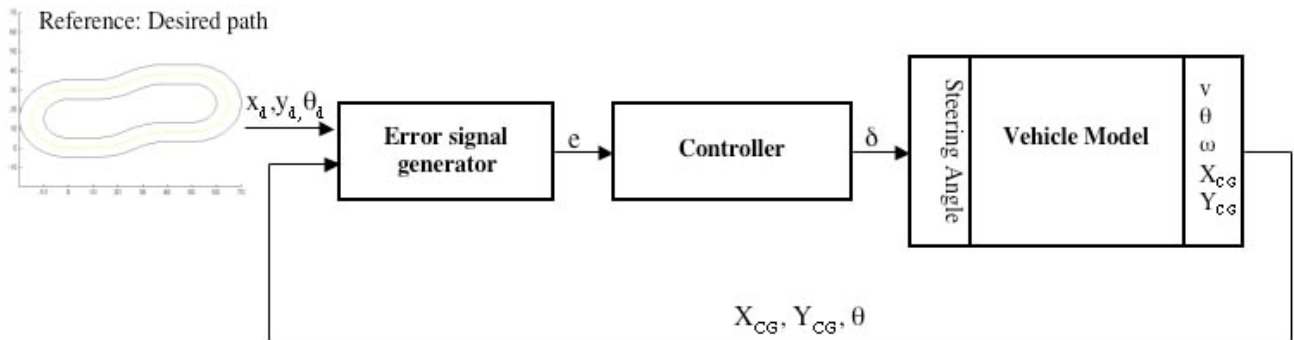 Reference: Desired path
x_d, y_d, θ_d
Error signal
generator
e
Controller
δ
Steering Angle
Vehicle Model
v
θ
ω
X_CG
Y_CG
X_CG, Y_CG, θ